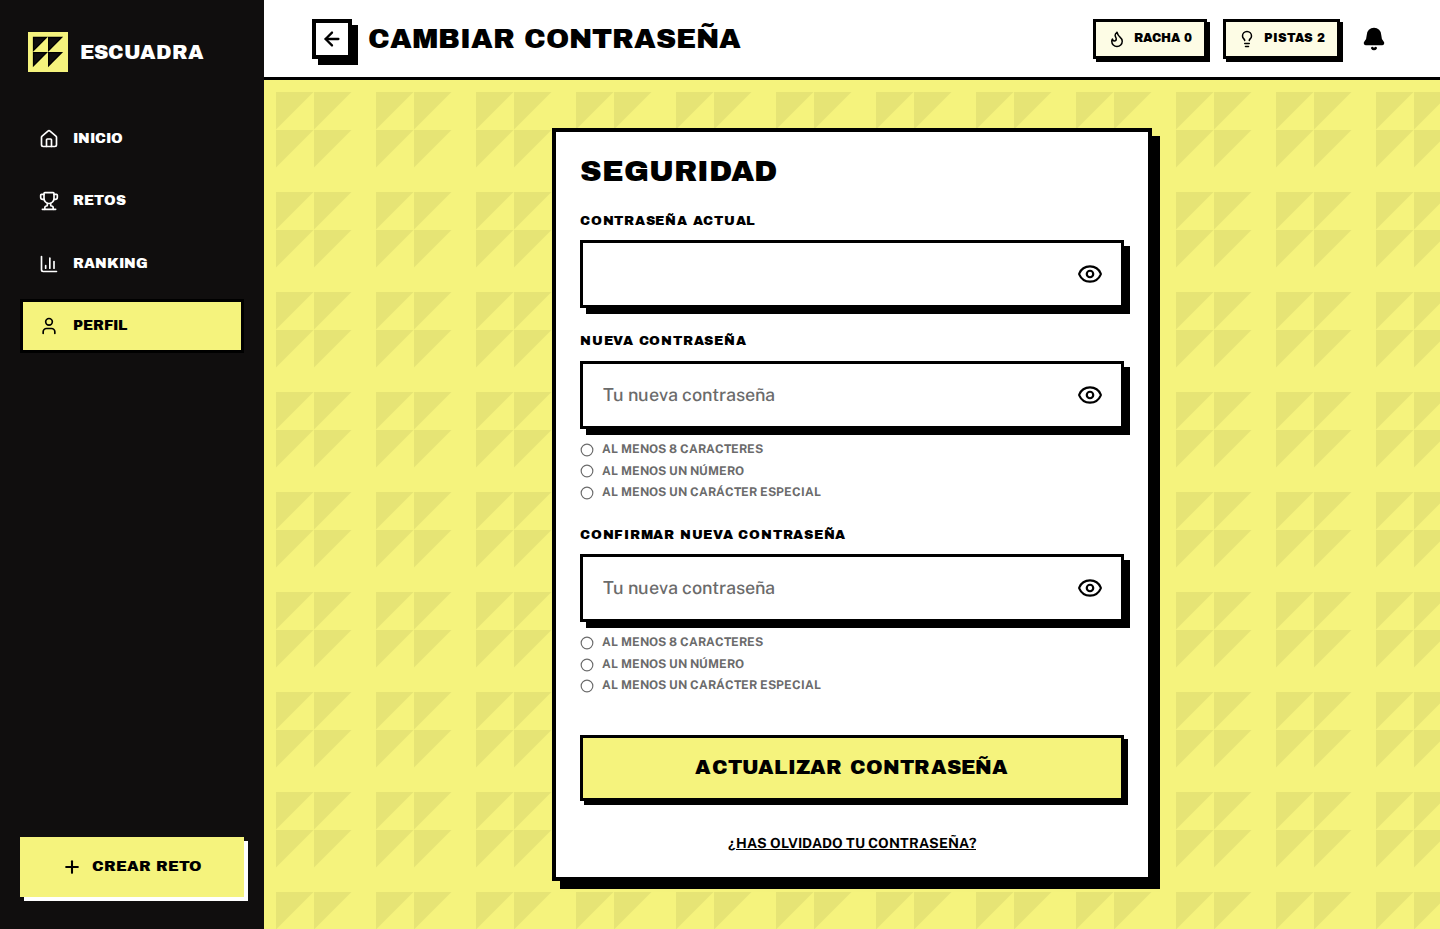 ESCUADRA
INICIO
RETOS
RANKING
PERFIL
CREAR RETO
CAMBIAR CONTRASEÑA
RACHA 0
PISTAS 2
SEGURIDAD
CONTRASEÑA ACTUAL
NUEVA CONTRASEÑA
Tu nueva contraseña
AL MENOS 8 CARACTERES
AL MENOS UN NÚMERO
AL MENOS UN CARÁCTER ESPECIAL
CONFIRMAR NUEVA CONTRASEÑA
Tu nueva contraseña
AL MENOS 8 CARACTERES
AL MENOS UN NÚMERO
AL MENOS UN CARÁCTER ESPECIAL
ACTUALIZAR CONTRASEÑA
¿HAS OLVIDADO TU CONTRASEÑA?